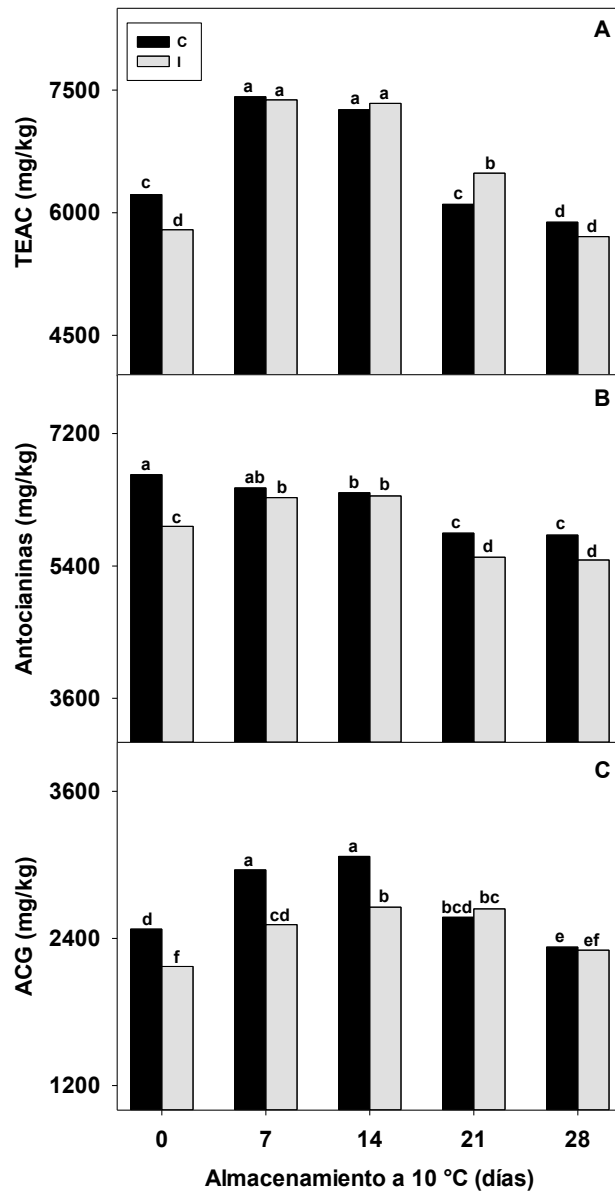 A
C
I
7500
6000
4500
TEAC (mg/kg)
c
d
a
a
a
a
c
b
d
d
B
7200
5400
3600
Antocianinas (mg/kg)
a
c
ab
b
b
b
c
d
c
d
C
3600
2400
1200
ACG (mg/kg)
d
f
a
cd
a
b
bcd
bc
e
ef
0 7 14 21 28
Almacenamiento a 10 °C (días)